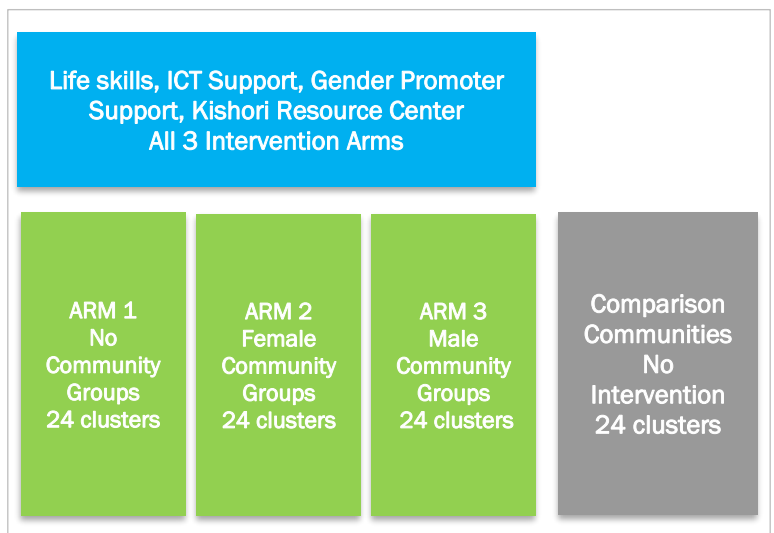 Life skills, ICT Support, Gender Promoter
Support, Kishori Resource Center
All 3 Intervention Arms
ARM 1
No
Community
Groups
24 clusters
ARM 2
Female
Community
Groups
24 clusters
ARM 3
Male
Community
Groups
24 clusters
Comparison
Communities
No
Intervention
24 clusters